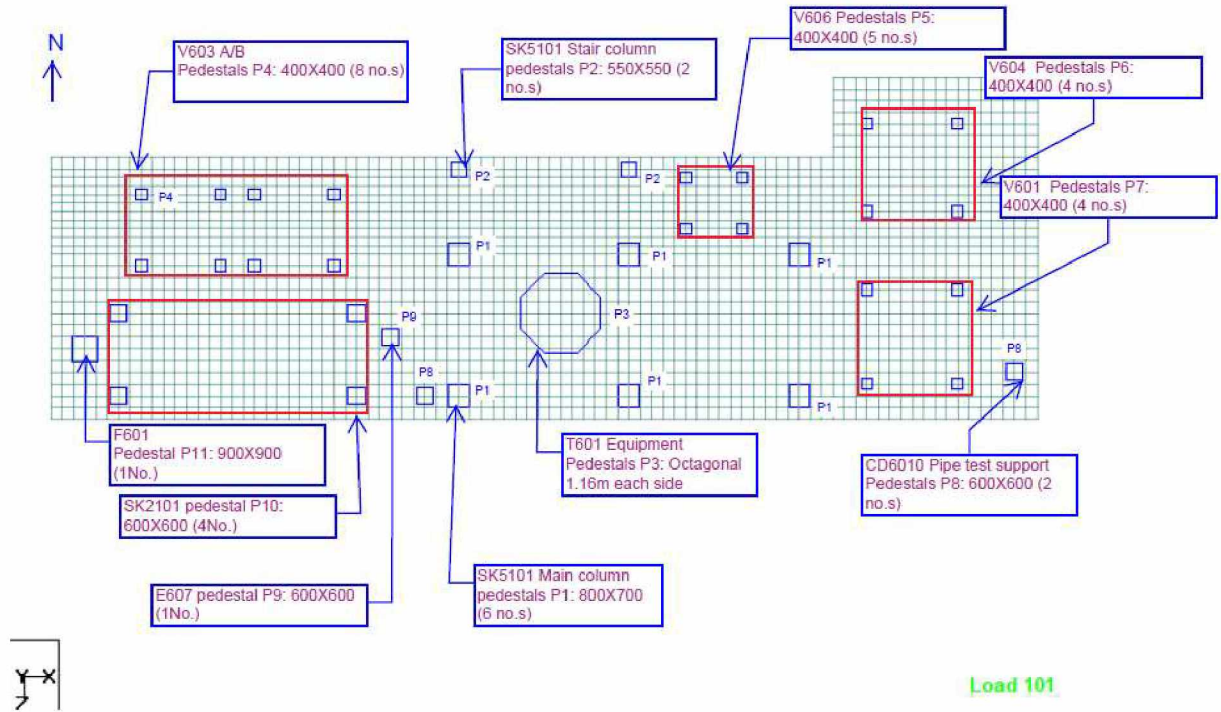 N
V603 A/B
Pedestals P4: 400X400 (8 no.s)
SK5101 Stair column
pedestals P2: 550X550 (2
no.s)
V606 Pedestals P5:
400X400 (5 no.s)
V604 Pedestals P6:
400X400 (4 no.s)
V601 Pedestals P7:
400X400 (4 no.s)
P2
P2
P4
P1
P1
P1
P9
P3
P8
P8
P1
P1
P1
F601
Pedestal P11: 900X900
(1No.)
T601 Equipment
Pedestals P3: Octagonal
1.16m each side
CD6010 Pipe test support
Pedestals P8: 600X600 (2
no.s)
SK2101 pedestal P10:
600X600 (4No.)
E607 pedestal P9: 600X600
(1No.)
SK5101 Main column
pedestals P1: 800X700
(6 no.s)
Y X
Z
Load 101